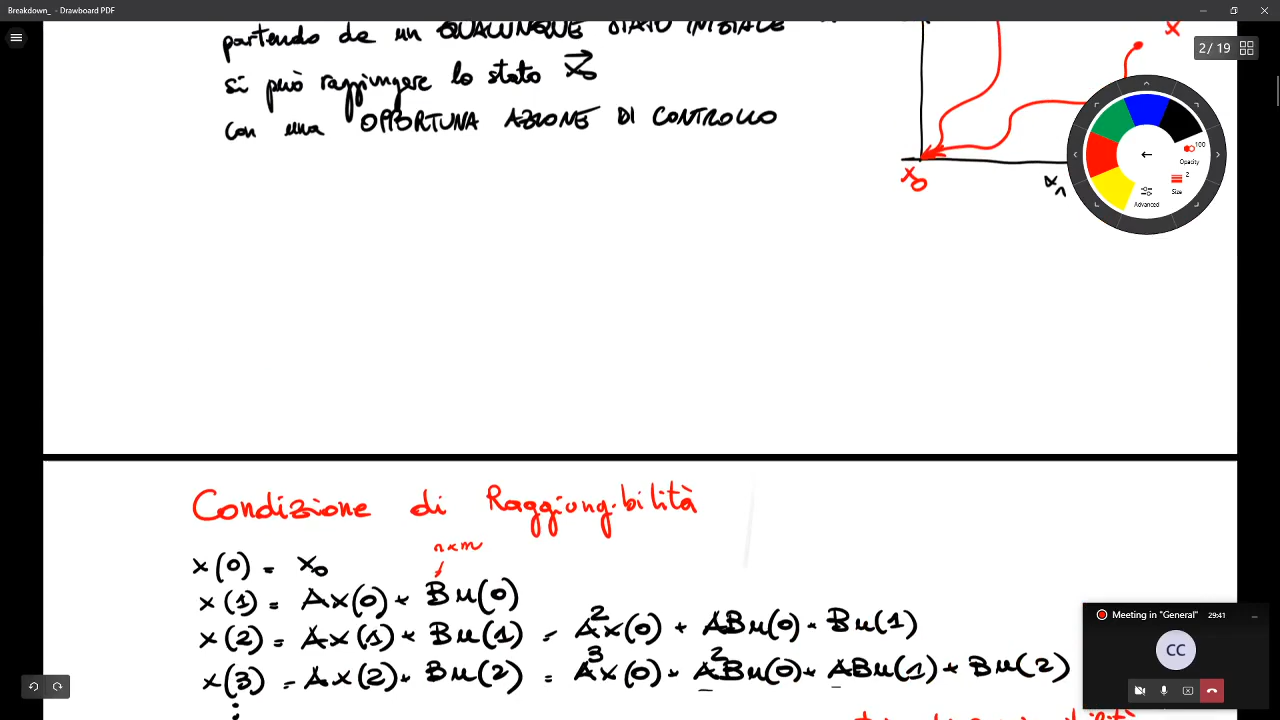 Breakdown_ - Drawboard PDF
2 / 19
partendo da un QUALUNQUE STATO INIZIALE
si può raggiungere lo stato x₀
con una OPPORTUNA AZIONE DI CONTROLLO
x
x₀
x₁
100
Opacity
2
Size
Advanced
Condizione di Raggiungibilità
n×m
x(0) = x₀
x(1) = Ax(0) + Bu(0)
x(2) = Ax(1) + Bu(1) = A²x(0) + ABu(0) + Bu(1)
x(3) = Ax(2) + Bu(2) = A³x(0) + A²Bu(0) + ABu(1) + Bu(2)
Meeting in "General" 29:41
CC